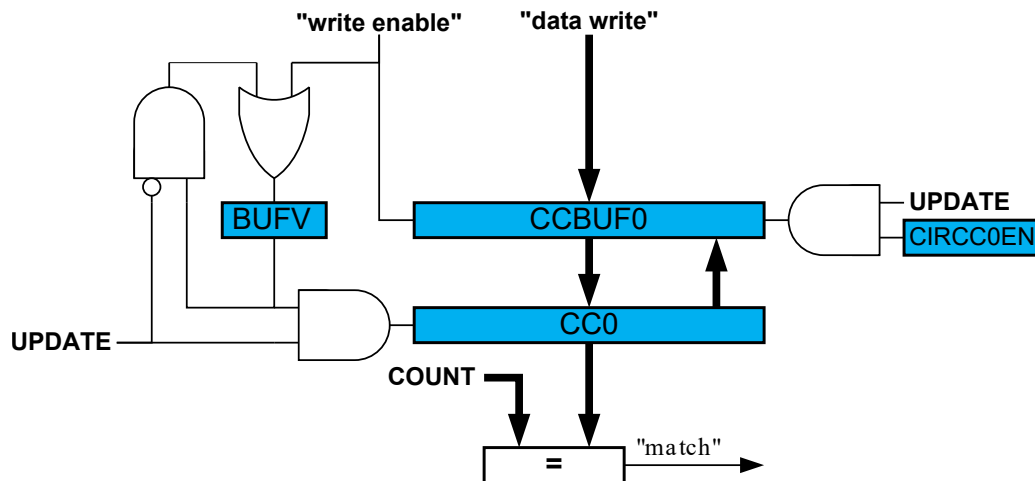 "write enable"
"data write"
BUFV
CCBUF0
UPDATE
CIRCC0EN
CC0
UPDATE
COUNT
"match"
=